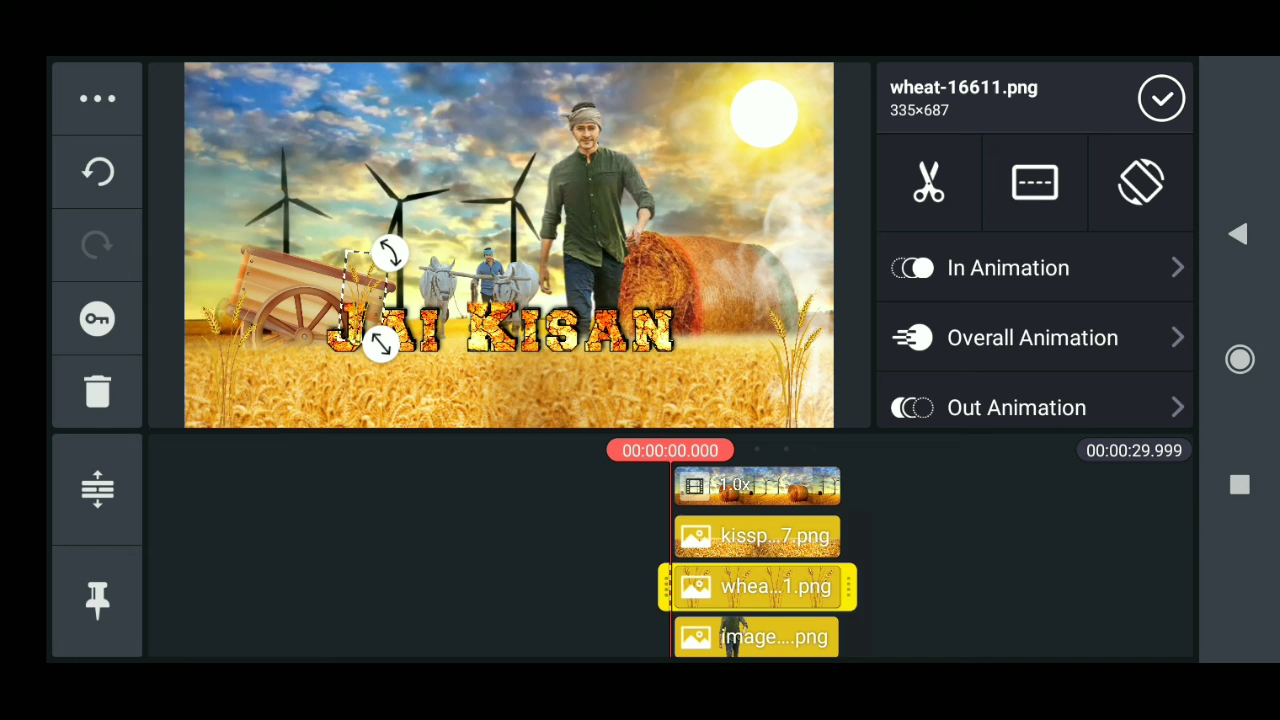 wheat-16611.png
335×687
In Animation
Overall Animation
Out Animation
Jai Kisan
00:00:00.000
00:00:29.999
1.0x
kissp...7.png
whea...1.png
image....png